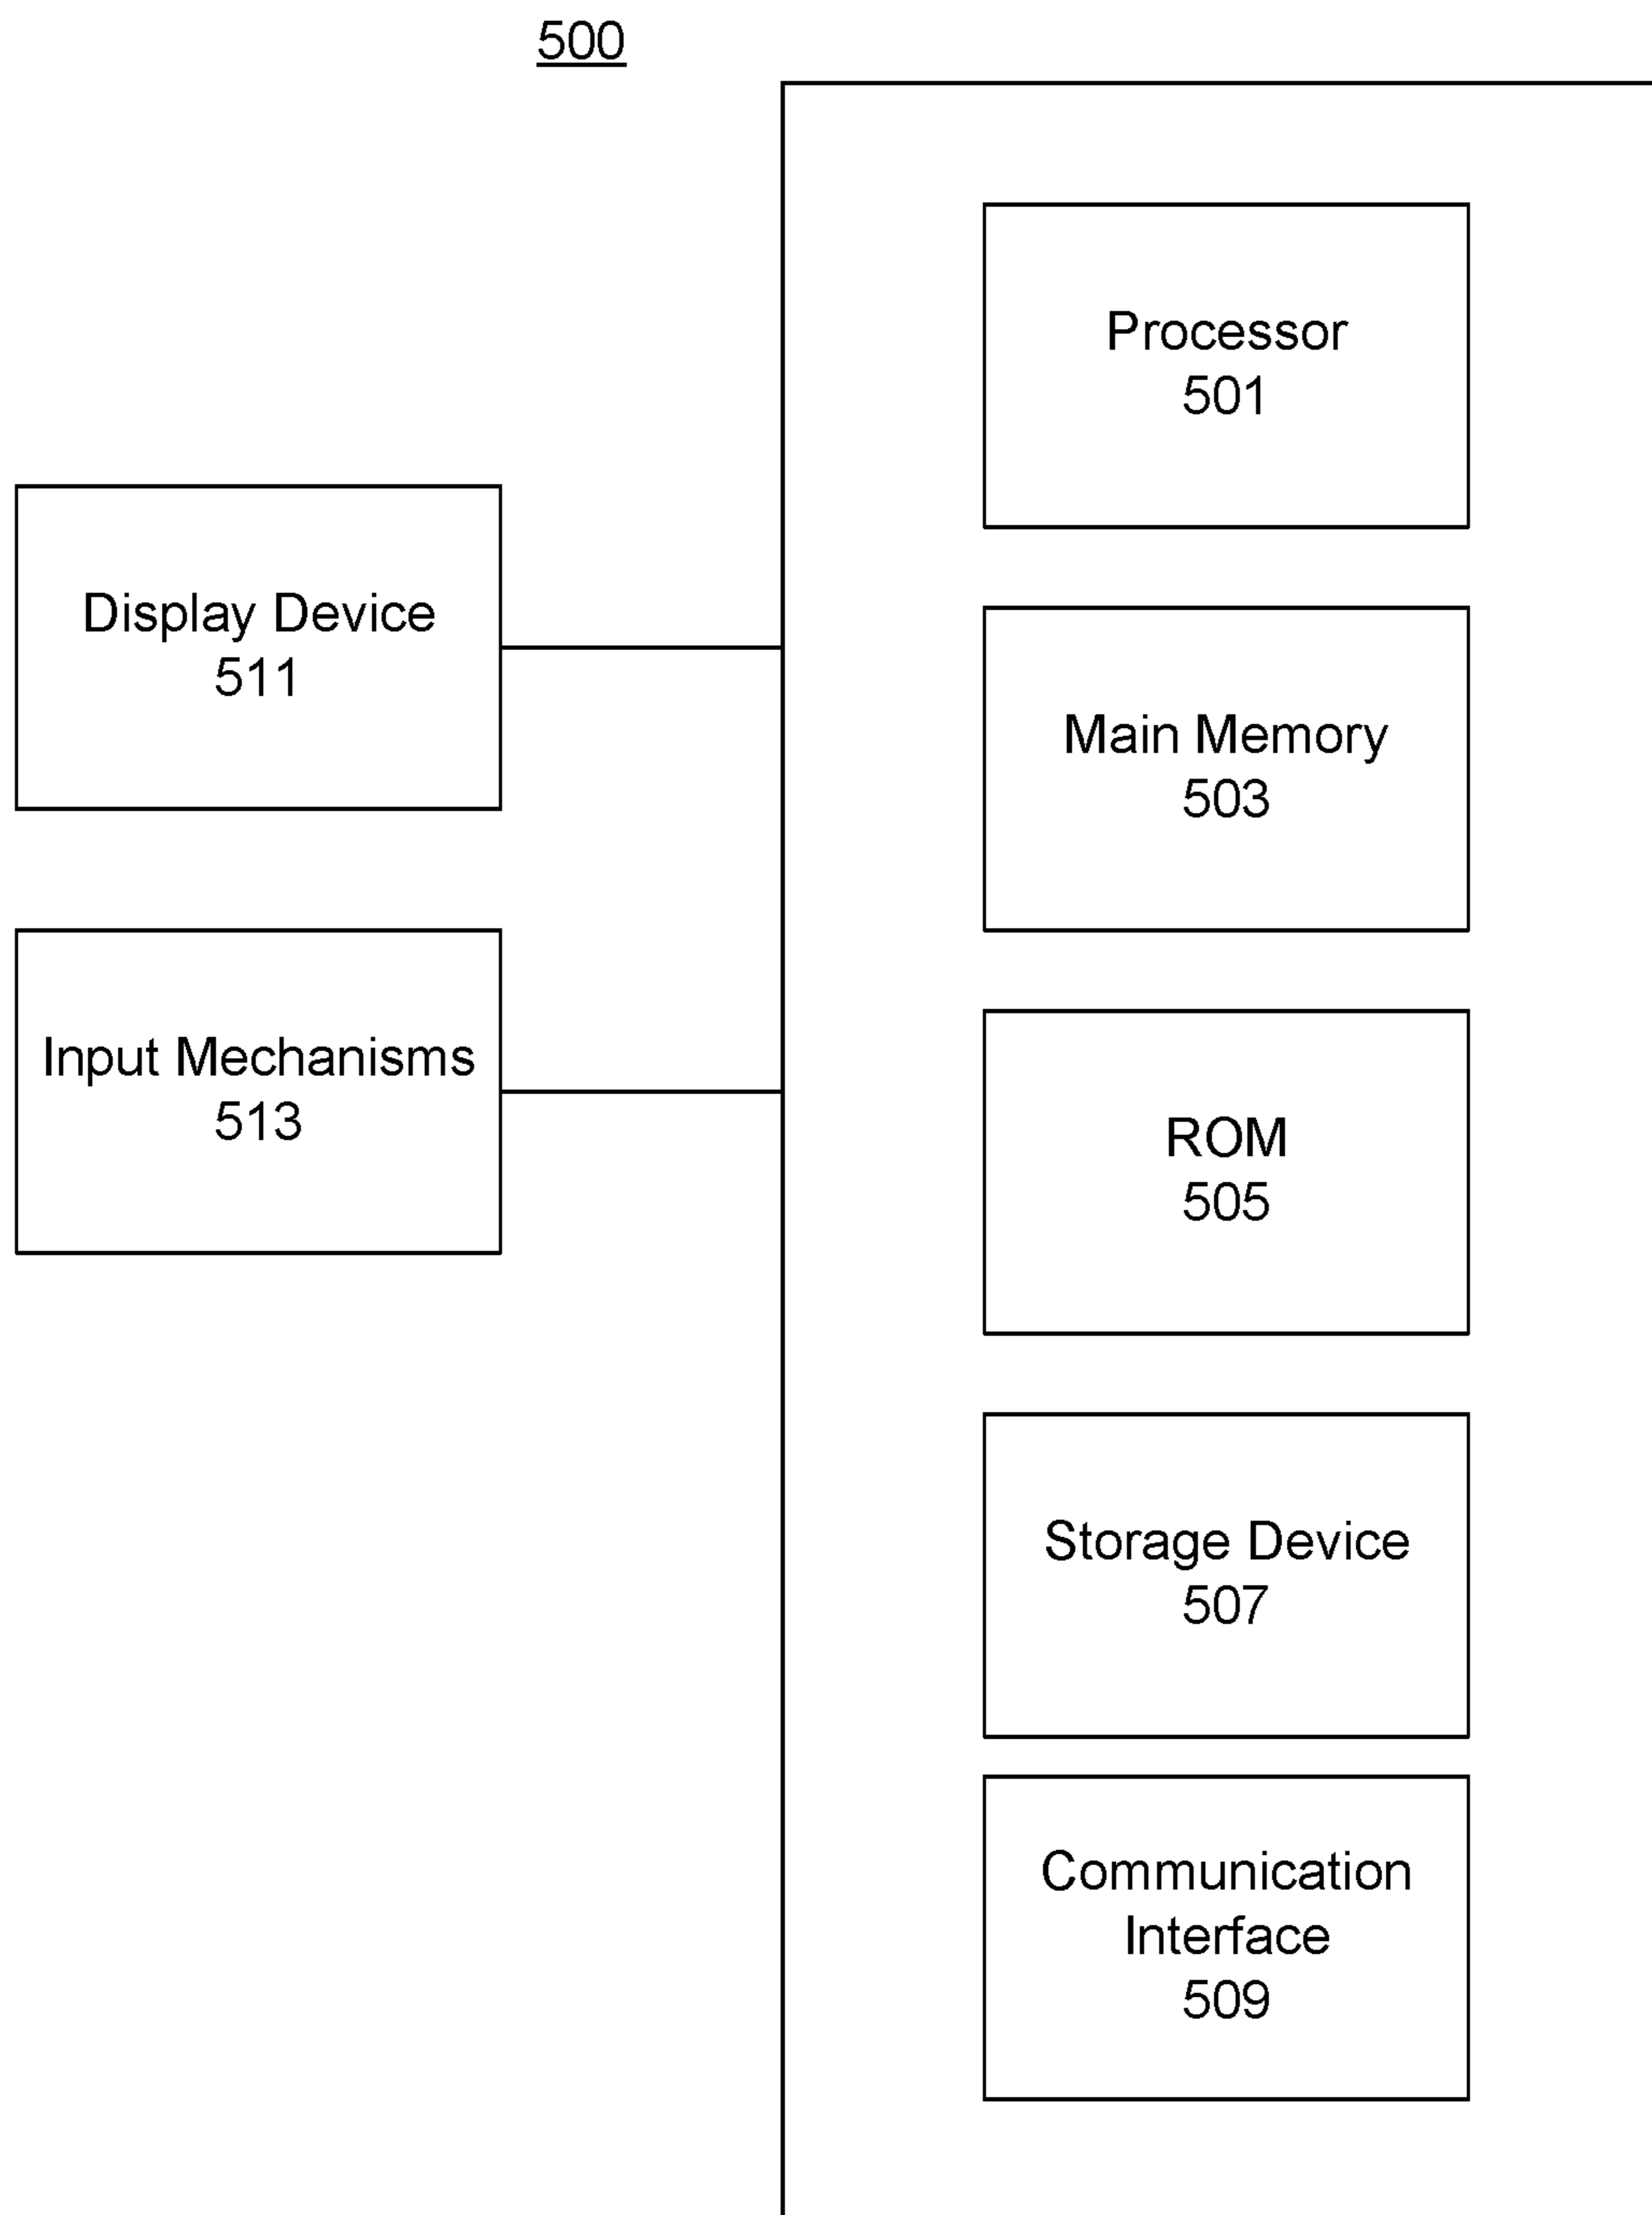 500
Processor
501
Display Device
511
Main Memory
503
Input Mechanisms
513
ROM
505
Storage Device
507
Communication
Interface
509